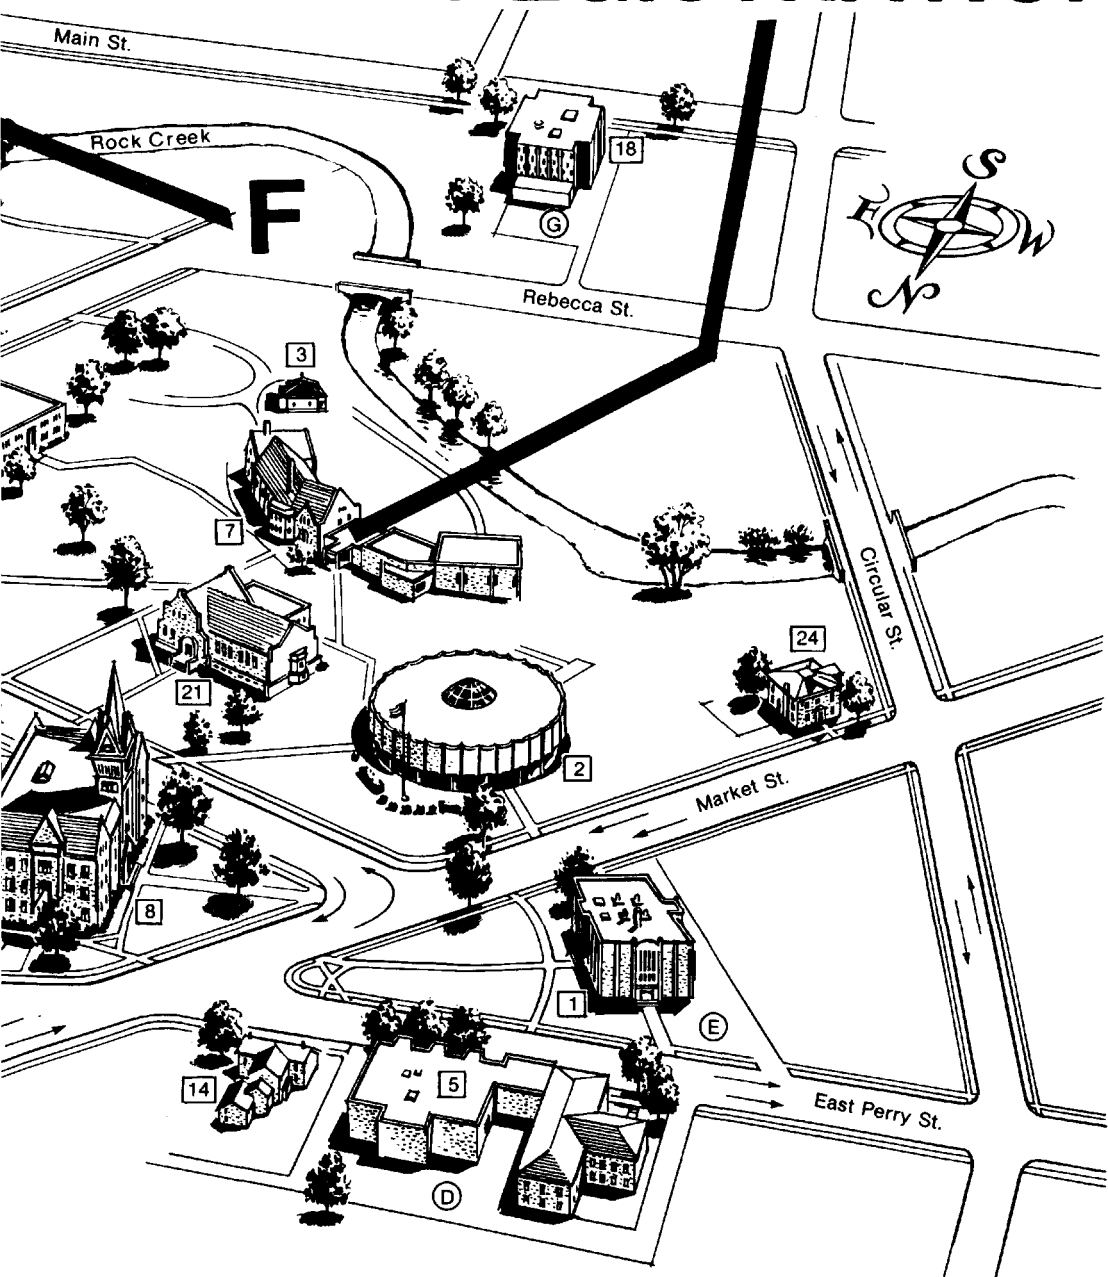 Main St.
Rock Creek
18
F
G
S
E
W
N
Rebecca St.
3
7
Circular St.
24
21
2
Market St.
8
1
E
14
5
East Perry St.
D